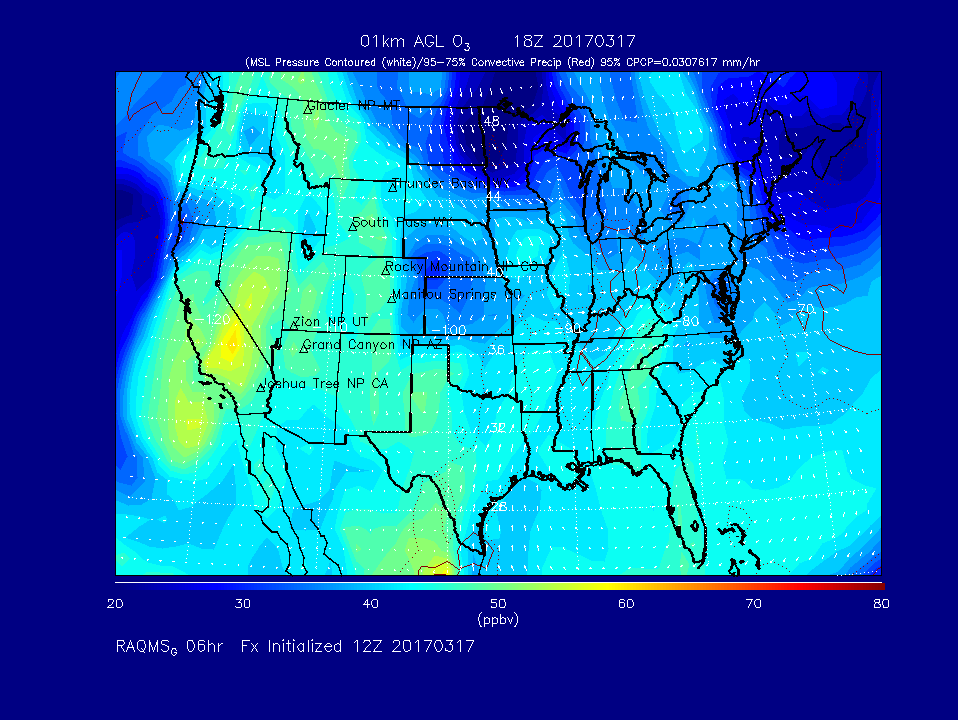 01km AGL O3 18Z 20170317
(MSL Pressure Contoured (white)/95-75% Convective Precip (Red) 95% CPCP=0.0307617 mm/hr
Glacier NP MT
48
Thunder Basin
44
South Pass WY
Rocky Mountain NP CO
Manitou Springs CO
-70
-120
Zion NP UT
-100
-90
-80
Grand Canyon NP AZ
36
Joshua Tree NP CA
32
28
20 30 40 50 60 70 80
(ppbv)
RAQMSG 06hr Fx Initialized 12Z 20170317